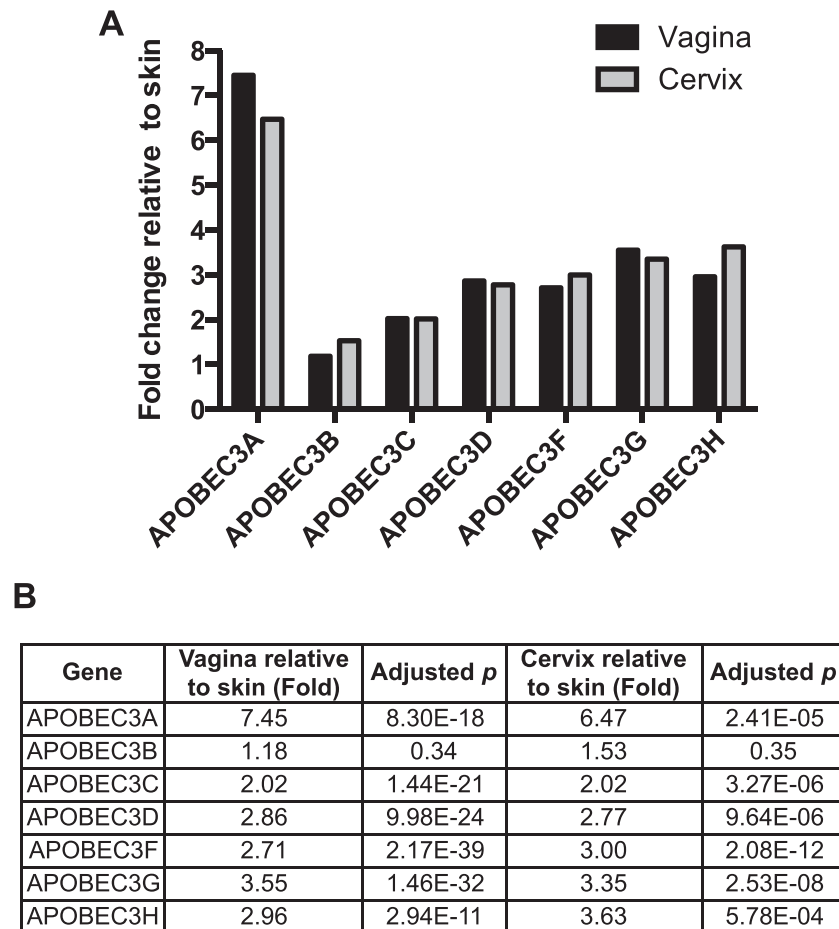 A
Vagina
Cervix
Fold change relative to skin
8
7
6
5
4
3
2
1
0
APOBEC3A
APOBEC3B
APOBEC3C
APOBEC3D
APOBEC3F
APOBEC3G
APOBEC3H
B
Gene Vagina relative to skin (Fold) Adjusted p Cervix relative to skin (Fold) Adjusted p
APOBEC3A 7.45 8.30E-18 6.47 2.41E-05
APOBEC3B 1.18 0.34 1.53 0.35
APOBEC3C 2.02 1.44E-21 2.02 3.27E-06
APOBEC3D 2.86 9.98E-24 2.77 9.64E-06
APOBEC3F 2.71 2.17E-39 3.00 2.08E-12
APOBEC3G 3.55 1.46E-32 3.35 2.53E-08
APOBEC3H 2.96 2.94E-11 3.63 5.78E-04